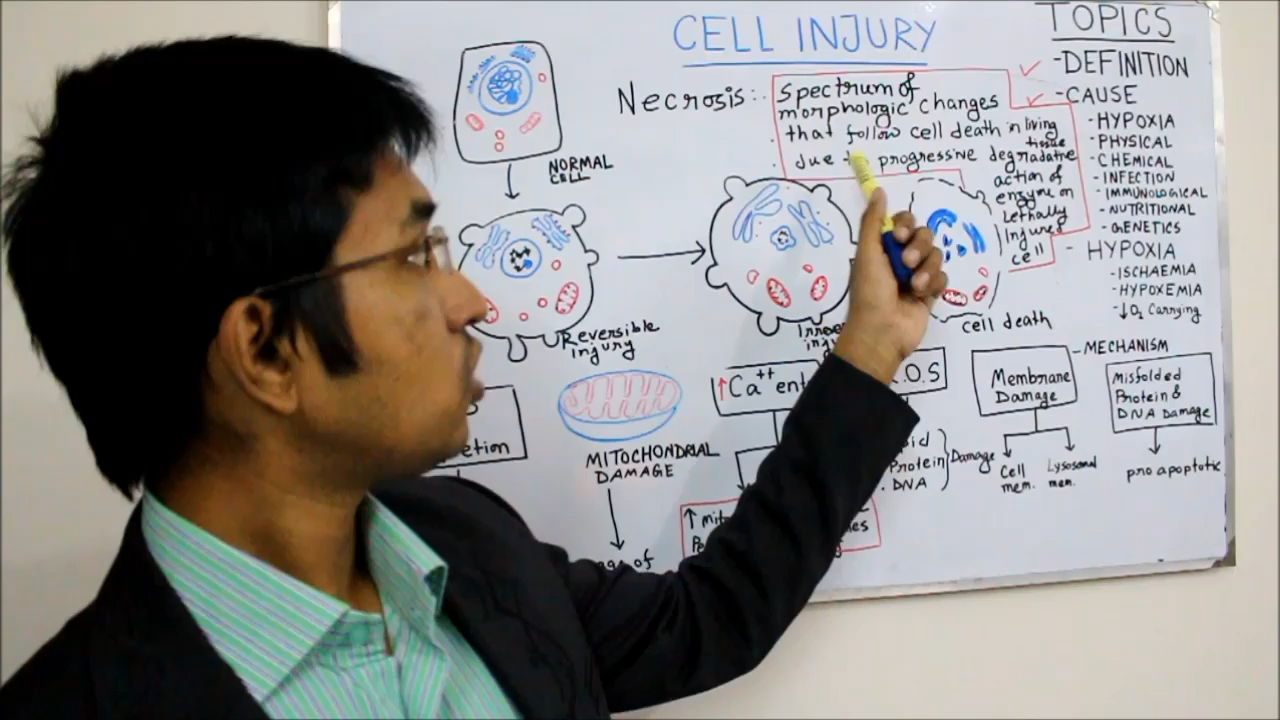 CELL INJURY
TOPICS
- DEFINITION
- CAUSE
- HYPOXIA
- PHYSICAL
- CHEMICAL
- INFECTION
- IMMUNOLOGICAL
- NUTRITIONAL
- GENETICS
- HYPOXIA
- ISCHAEMIA
- HYPOXEMIA
- ↓O₂ Carrying
- MECHANISM
Necrosis:
Spectrum of
morphologic changes
that follow cell death in living
tissue
due progressive degradative
action of
enzyme on
Lethally
Injured
cell
NORMAL
CELL
Reversible
injury
cell death
MITOCHONDRIAL
DAMAGE
↑Ca⁺⁺
Protein
DNA
Damage
Membrane
Damage
Cell
mem.
Lysosomal
mem.
Misfolded
Protein &
DNA Damage
pro apoptotic
of